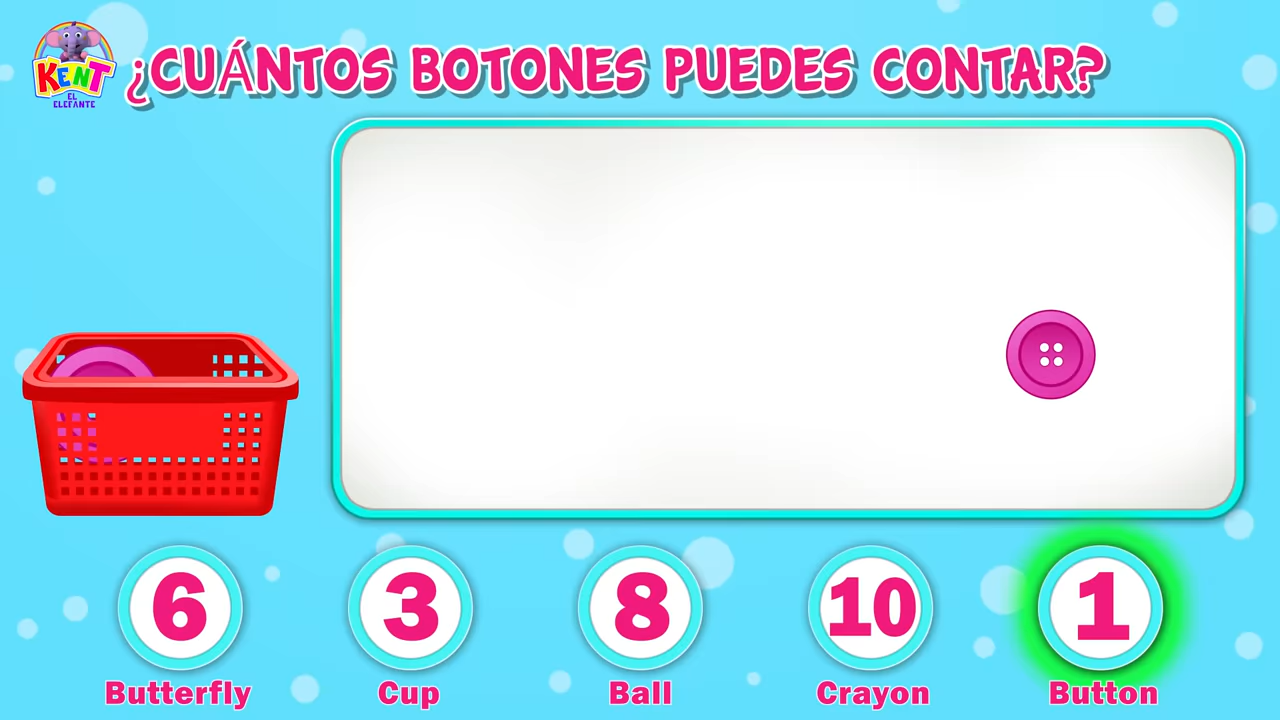 KENT
EL
ELEFANTE
¿CUÁNTOS BOTONES PUEDES CONTAR?
6 3 8 10 1
Butterfly Cup Ball Crayon Button